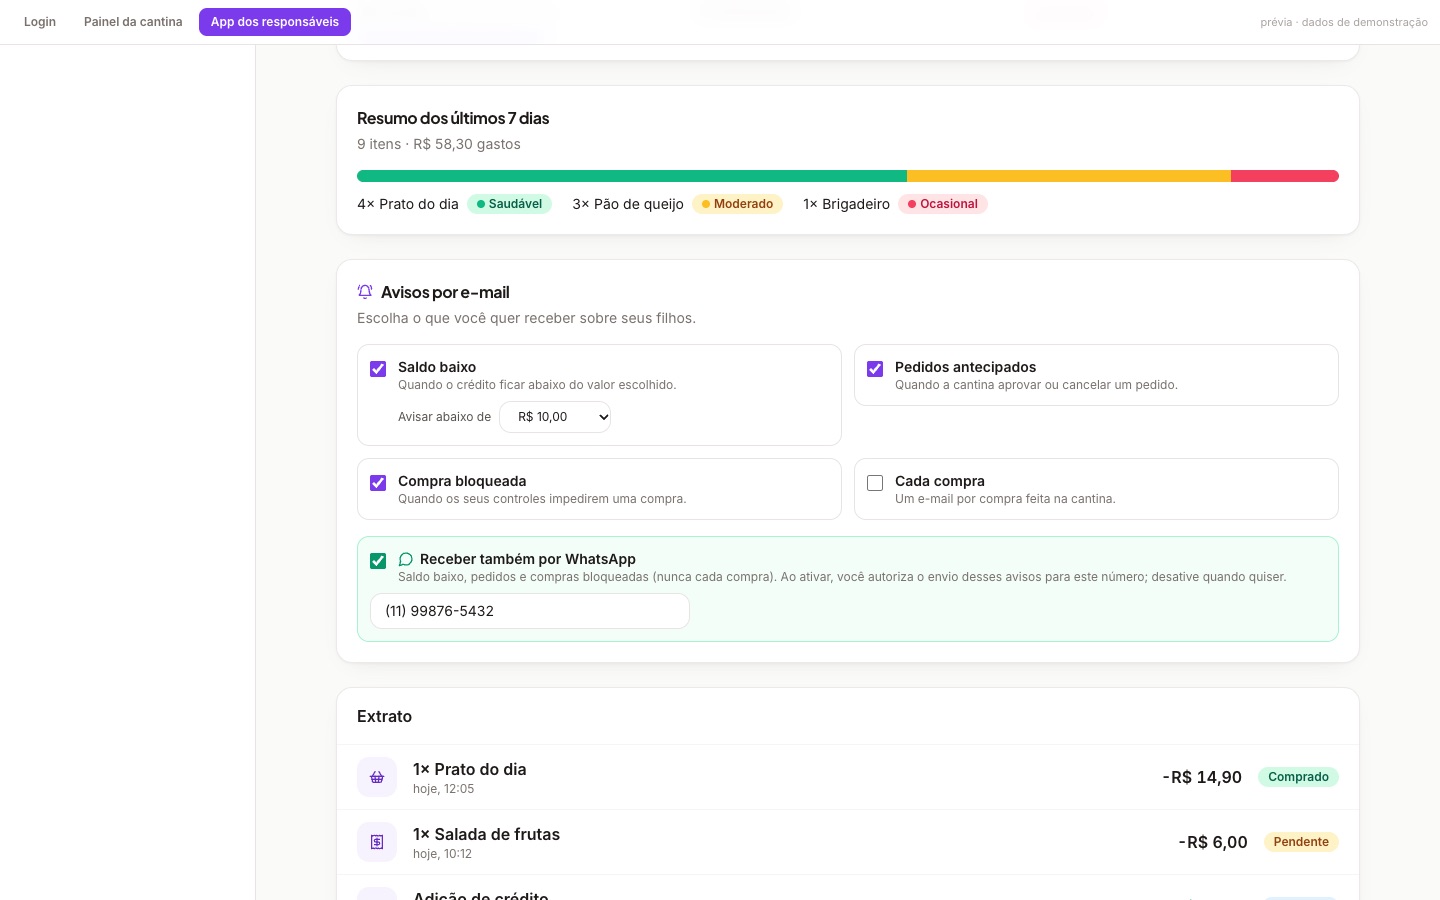 Login
Painel da cantina
App dos responsáveis
prévia · dados de demonstração
Resumo dos últimos 7 dias
9 itens · R$ 58,30 gastos
4× Prato do dia Saudável 3× Pão de queijo Moderado 1× Brigadeiro Ocasional
Avisos por e-mail
Escolha o que você quer receber sobre seus filhos.
Saldo baixo
Quando o crédito ficar abaixo do valor escolhido.
Avisar abaixo de R$ 10,00
Pedidos antecipados
Quando a cantina aprovar ou cancelar um pedido.
Compra bloqueada
Quando os seus controles impedirem uma compra.
Cada compra
Um e-mail por compra feita na cantina.
Receber também por WhatsApp
Saldo baixo, pedidos e compras bloqueadas (nunca cada compra). Ao ativar, você autoriza o envio desses avisos para este número; desative quando quiser.
(11) 99876-5432
Extrato
1× Prato do dia
hoje, 12:05
-R$ 14,90 Comprado
1× Salada de frutas
hoje, 10:12
-R$ 6,00 Pendente
Adição de crédito